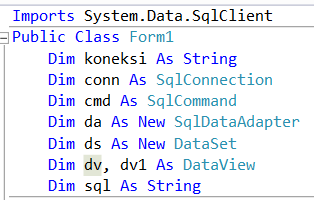 Imports System.Data.SqlClient
Public Class Form1
Dim koneksi As String
Dim conn As SqlConnection
Dim cmd As SqlCommand
Dim da As New SqlDataAdapter
Dim ds As New DataSet
Dim dv, dv1 As DataView
Dim sql As String